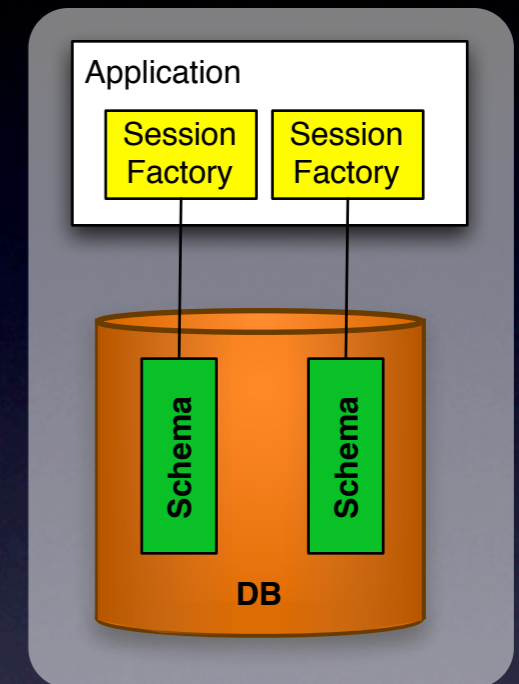 Application
Session
Factory
Session
Factory
Schema
Schema
DB